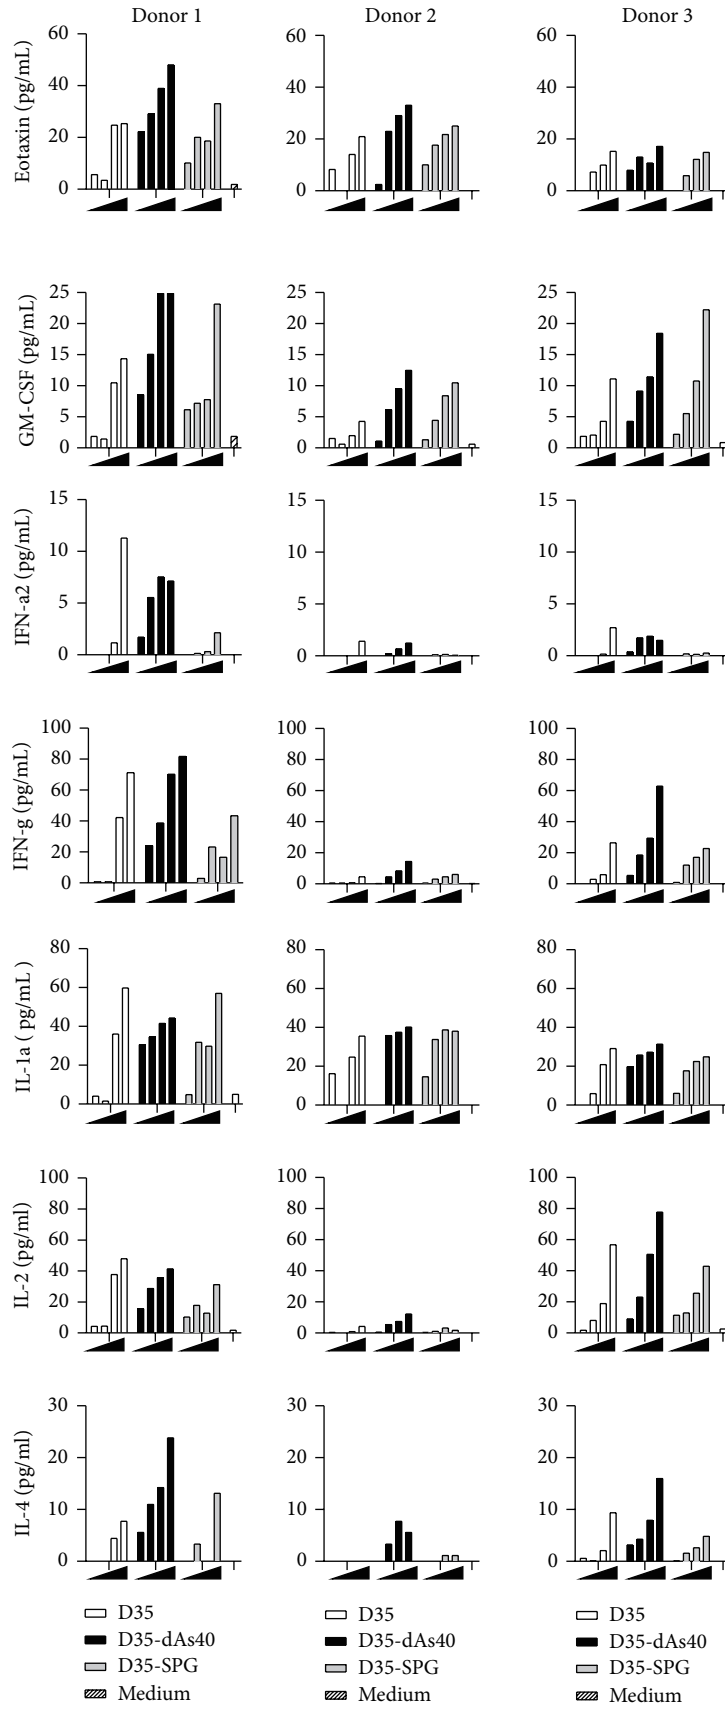 Donor 1 Donor 2 Donor 3
Eotaxin (pg/mL)
60 60 60
40 40 40
20 20 20
0 0 0
GM-CSF (pg/mL)
25 25 25
20 20 20
15 15 15
10 10 10
5 5 5
0 0 0
IFN-a2 (pg/mL)
15 15 15
10 10 10
5 5 5
0 0 0
IFN-g (pg/mL)
100 100 100
80 80 80
60 60 60
40 40 40
20 20 20
0 0 0
IL-1a ( pg/mL )
80 80 80
60 60 60
40 40 40
20 20 20
0 0 0
IL-2 (pg/ml)
100 100 100
80 80 80
60 60 60
40 40 40
20 20 20
0 0 0
IL-4 (pg/ml)
30 30 30
20 20 20
10 10 10
0 0 0
D35 D35 D35
D35-dAs40 D35-dAs40 D35-dAs40
D35-SPG D35-SPG D35-SPG
Medium Medium Medium